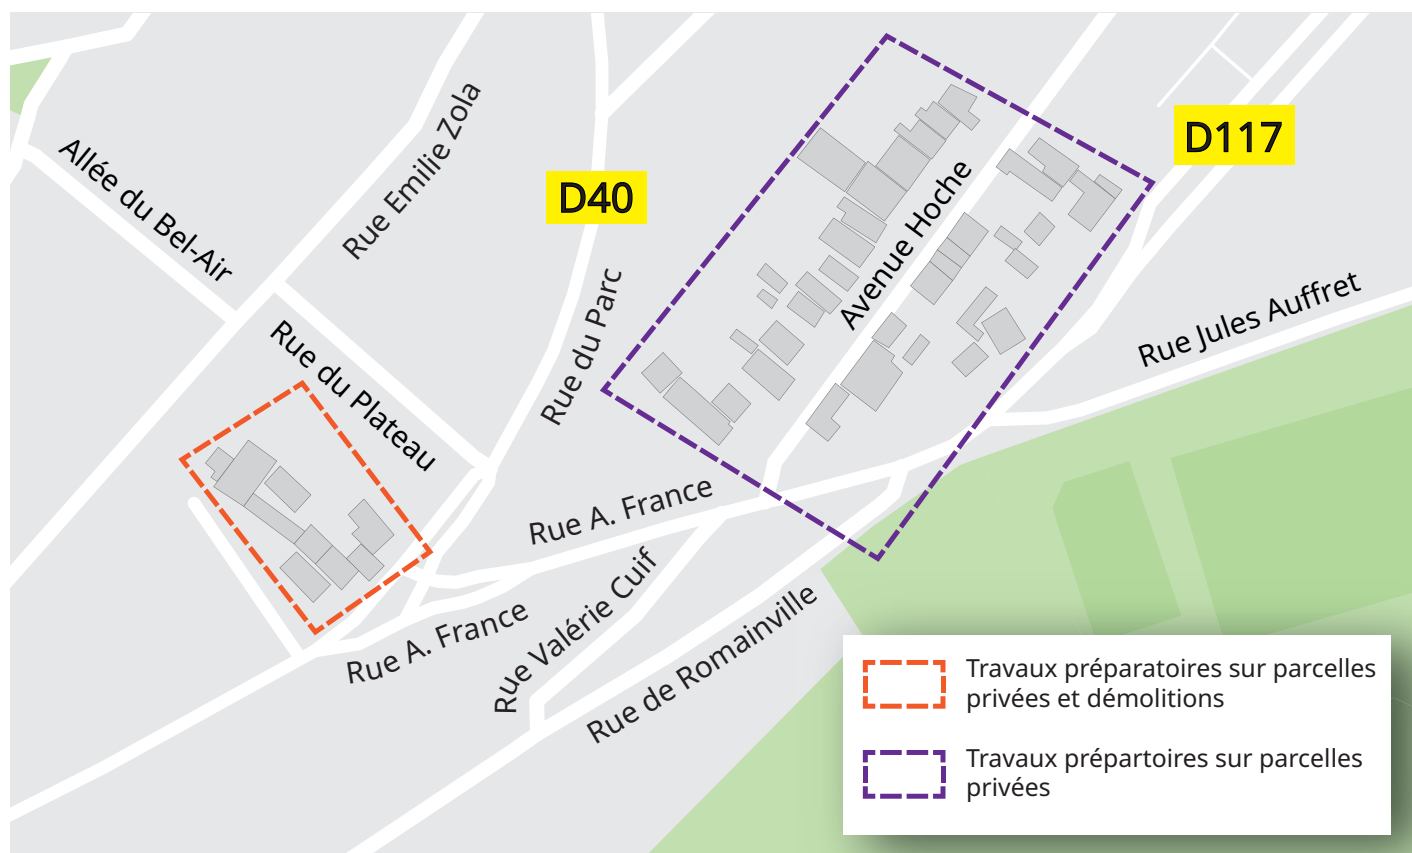 Rue Emilie Zola
Allée du Bel-Air
D40
D117
Avenue Hoche
Rue du Parc
Rue Jules Auffret
Rue du Plateau
Rue A. France
Rue Valérie Cuif
Rue A. France
Rue de Romainville
Travaux préparatoires sur parcelles
privées et démolitions
Travaux prépartoires sur parcelles
privées